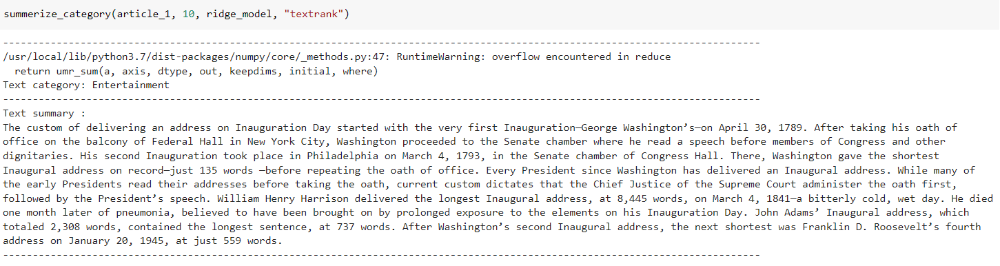 summerize_category(article_1, 10, ridge_model, "textrank")
--------------------------------------------------------------------------------------------------------------------------------
/usr/local/lib/python3.7/dist-packages/numpy/core/_methods.py:47: RuntimeWarning: overflow encountered in reduce
  return umr_sum(a, axis, dtype, out, keepdims, initial, where)
Text category: Entertainment
--------------------------------------------------------------------------------------------------------------------------------
Text summary :
The custom of delivering an address on Inauguration Day started with the very first Inauguration—George Washington’s—on April 30, 1789. After taking his oath of
office on the balcony of Federal Hall in New York City, Washington proceeded to the Senate chamber where he read a speech before members of Congress and other
dignitaries. His second Inauguration took place in Philadelphia on March 4, 1793, in the Senate chamber of Congress Hall. There, Washington gave the shortest
Inaugural address on record—just 135 words —before repeating the oath of office. Every President since Washington has delivered an Inaugural address. While many of
the early Presidents read their addresses before taking the oath, current custom dictates that the Chief Justice of the Supreme Court administer the oath first,
followed by the President’s speech. William Henry Harrison delivered the longest Inaugural address, at 8,445 words, on March 4, 1841—a bitterly cold, wet day. He died
one month later of pneumonia, believed to have been brought on by prolonged exposure to the elements on his Inauguration Day. John Adams’ Inaugural address, which
totaled 2,308 words, contained the longest sentence, at 737 words. After Washington’s second Inaugural address, the next shortest was Franklin D. Roosevelt’s fourth
address on January 20, 1945, at just 559 words.
--------------------------------------------------------------------------------------------------------------------------------